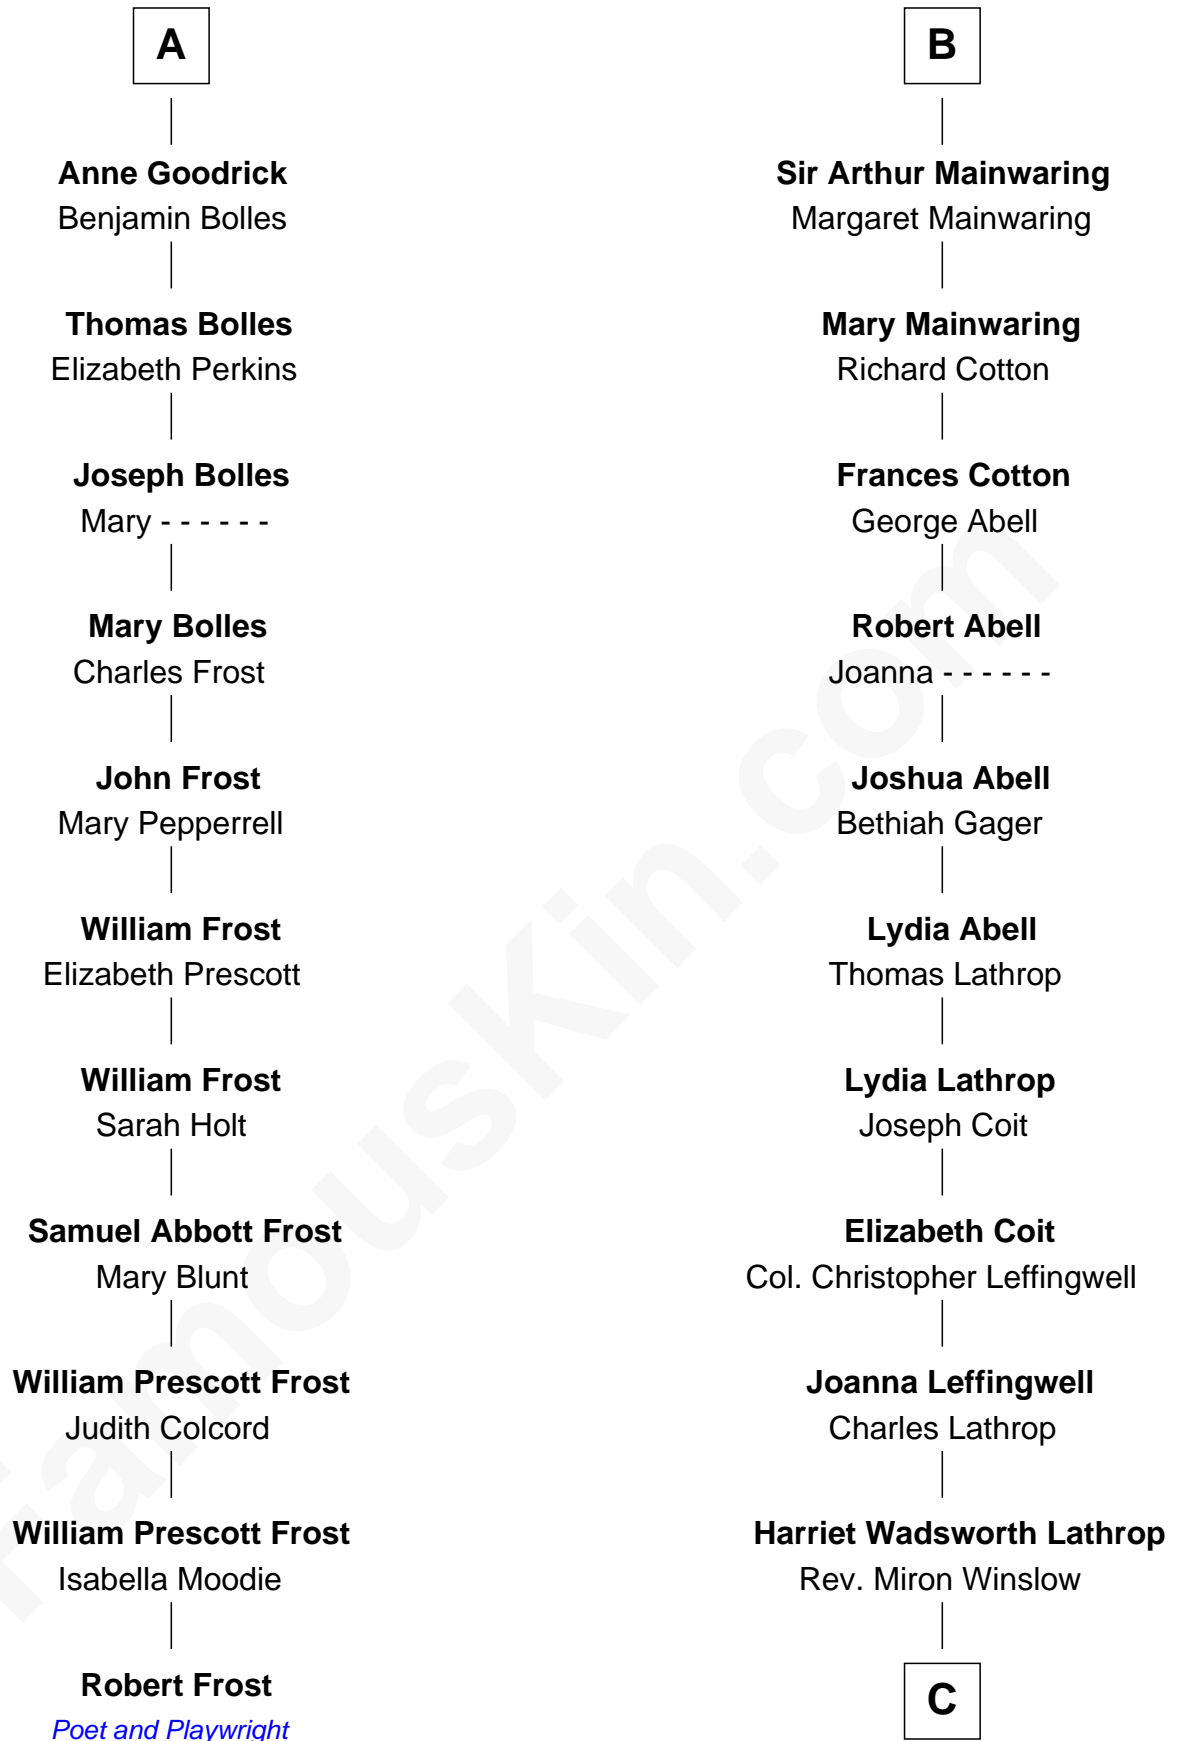 A
Anne Goodrick
Benjamin Bolles
Thomas Bolles
Elizabeth Perkins
Joseph Bolles
Mary - - - - - -
Mary Bolles
Charles Frost
John Frost
Mary Pepperrell
William Frost
Elizabeth Prescott
William Frost
Sarah Holt
Samuel Abbott Frost
Mary Blunt
William Prescott Frost
Judith Colcord
William Prescott Frost
Isabella Moodie
Robert Frost
Poet and Playwright
B
Sir Arthur Mainwaring
Margaret Mainwaring
Mary Mainwaring
Richard Cotton
Frances Cotton
George Abell
Robert Abell
Joanna - - - - - -
Joshua Abell
Bethiah Gager
Lydia Abell
Thomas Lathrop
Lydia Lathrop
Joseph Coit
Elizabeth Coit
Col. Christopher Leffingwell
Joanna Leffingwell
Charles Lathrop
Harriet Wadsworth Lathrop
Rev. Miron Winslow
C
FamousKin.com